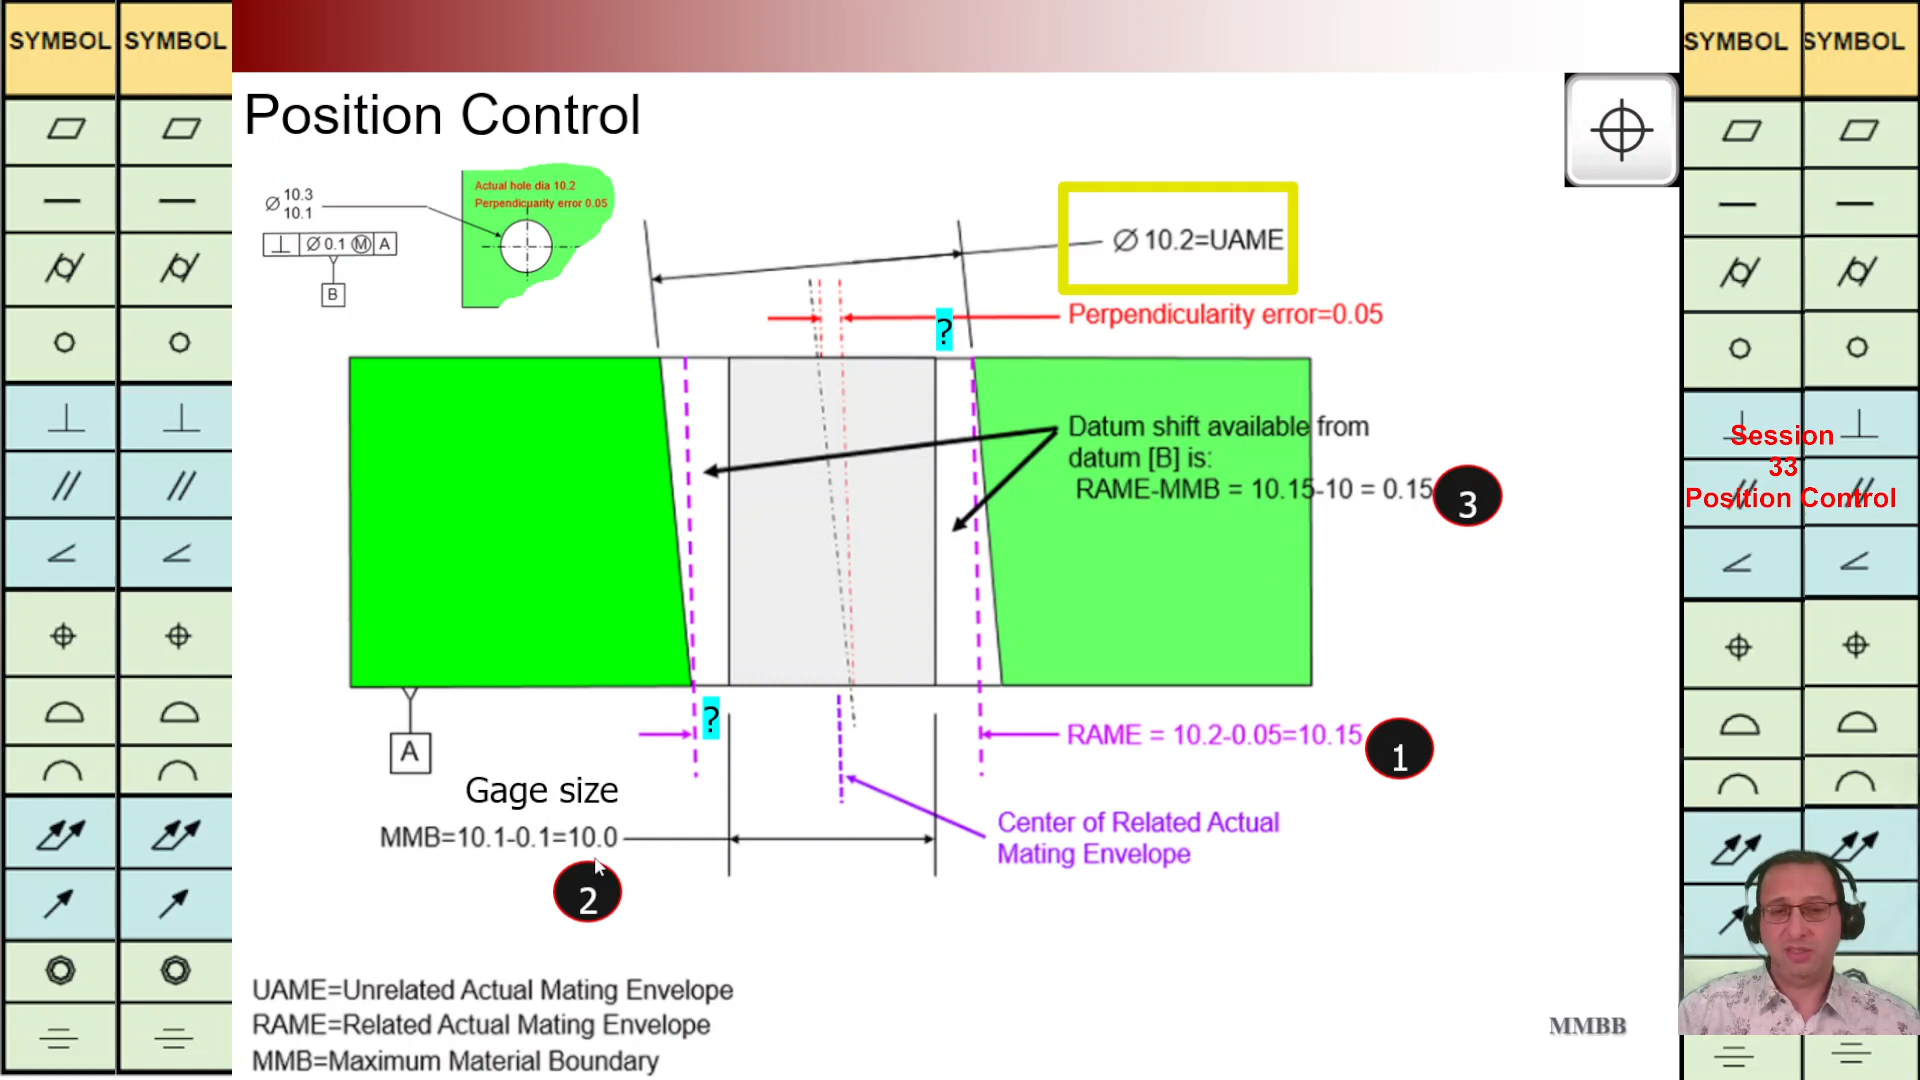 SYMBOL SYMBOL
SYMBOL SYMBOL
Position Control
Actual hole dia 10.2
Perpendicuarity error 0.05
Ø 10.3
10.1
⊥ Ø 0.1 Ⓜ A
B
Ø 10.2=UAME
Perpendicularity error=0.05
?
Datum shift available from
datum [B] is:
RAME-MMB = 10.15-10 = 0.15
3
Session
33
Position Control
?
RAME = 10.2-0.05=10.15
1
A
Gage size
MMB=10.1-0.1=10.0
2
Center of Related Actual
Mating Envelope
UAME=Unrelated Actual Mating Envelope
RAME=Related Actual Mating Envelope
MMB=Maximum Material Boundary
MMBB